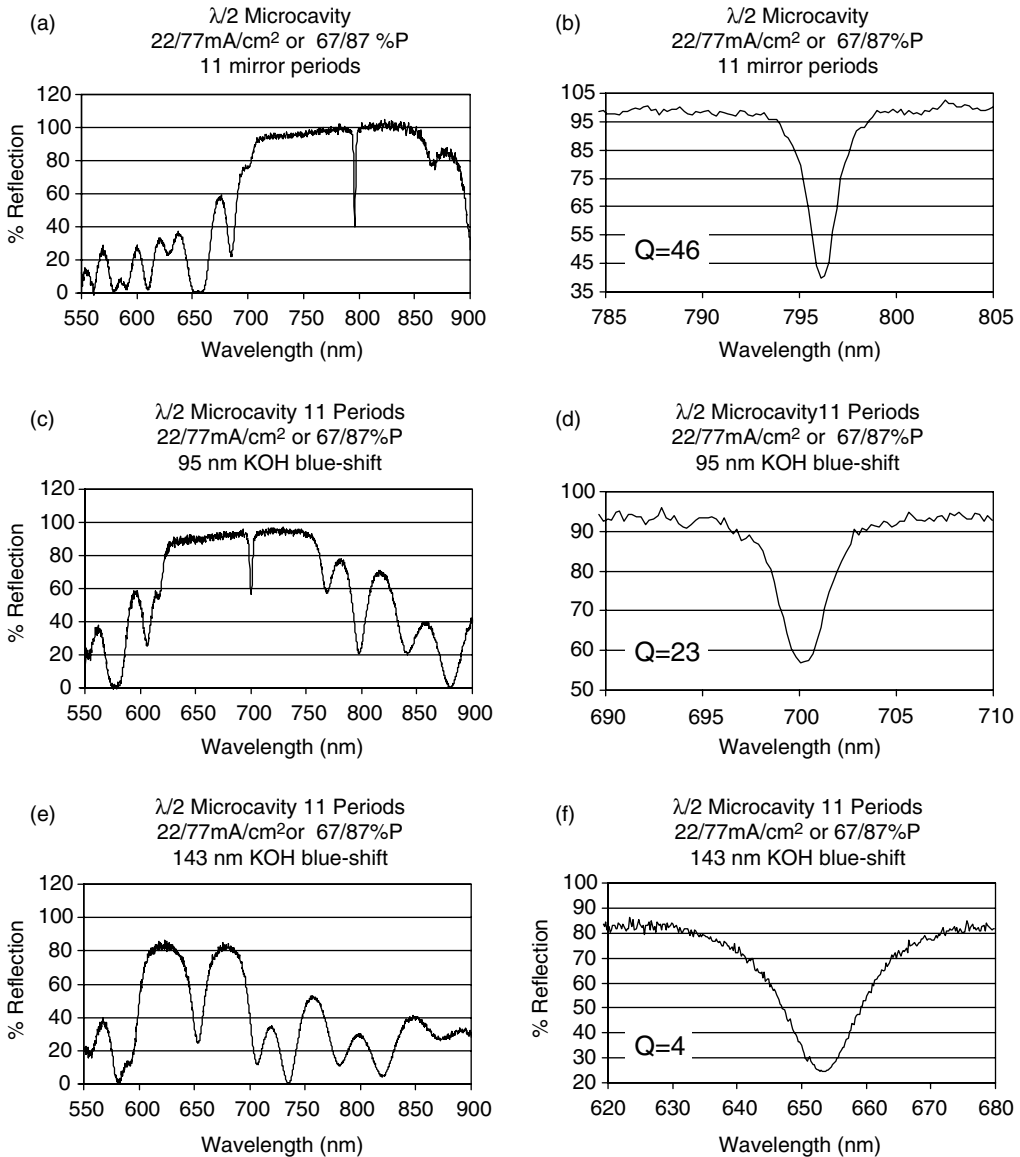 (a)
λ/2 Microcavity
22/77mA/cm² or 67/87 %P
11 mirror periods
% Reflection
120
100
80
60
40
20
0
550 600 650 700 750 800 850 900
Wavelength (nm)
(b)
λ/2 Microcavity
22/77mA/cm² or 67/87%P
11 mirror periods
105
95
85
75
65
55
45
35
Q=46
785 790 795 800 805
Wavelength (nm)
(c)
λ/2 Microcavity 11 Periods
22/77mA/cm² or 67/87%P
95 nm KOH blue-shift
% Reflection
120
100
80
60
40
20
0
550 600 650 700 750 800 850 900
Wavelength (nm)
(d)
λ/2 Microcavity11 Periods
22/77mA/cm² or 67/87%P
95 nm KOH blue-shift
100
90
80
70
60
50
Q=23
690 695 700 705 710
Wavelength (nm)
(e)
λ/2 Microcavity 11 Periods
22/77mA/cm²or 67/87%P
143 nm KOH blue-shift
% Reflection
120
100
80
60
40
20
0
550 600 650 700 750 800 850 900
Wavelength (nm)
(f)
λ/2 Microcavity 11 Periods
22/77mA/cm² or 67/87%P
143 nm KOH blue-shift
% Reflection
100
90
80
70
60
50
40
30
20
Q=4
620 630 640 650 660 670 680
Wavelength (nm)